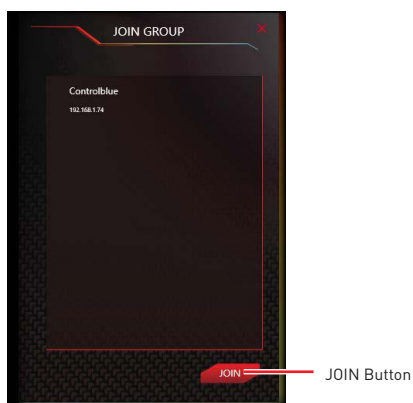 JOIN GROUP
Controlblue
192.168.1.74
JOIN
JOIN Button